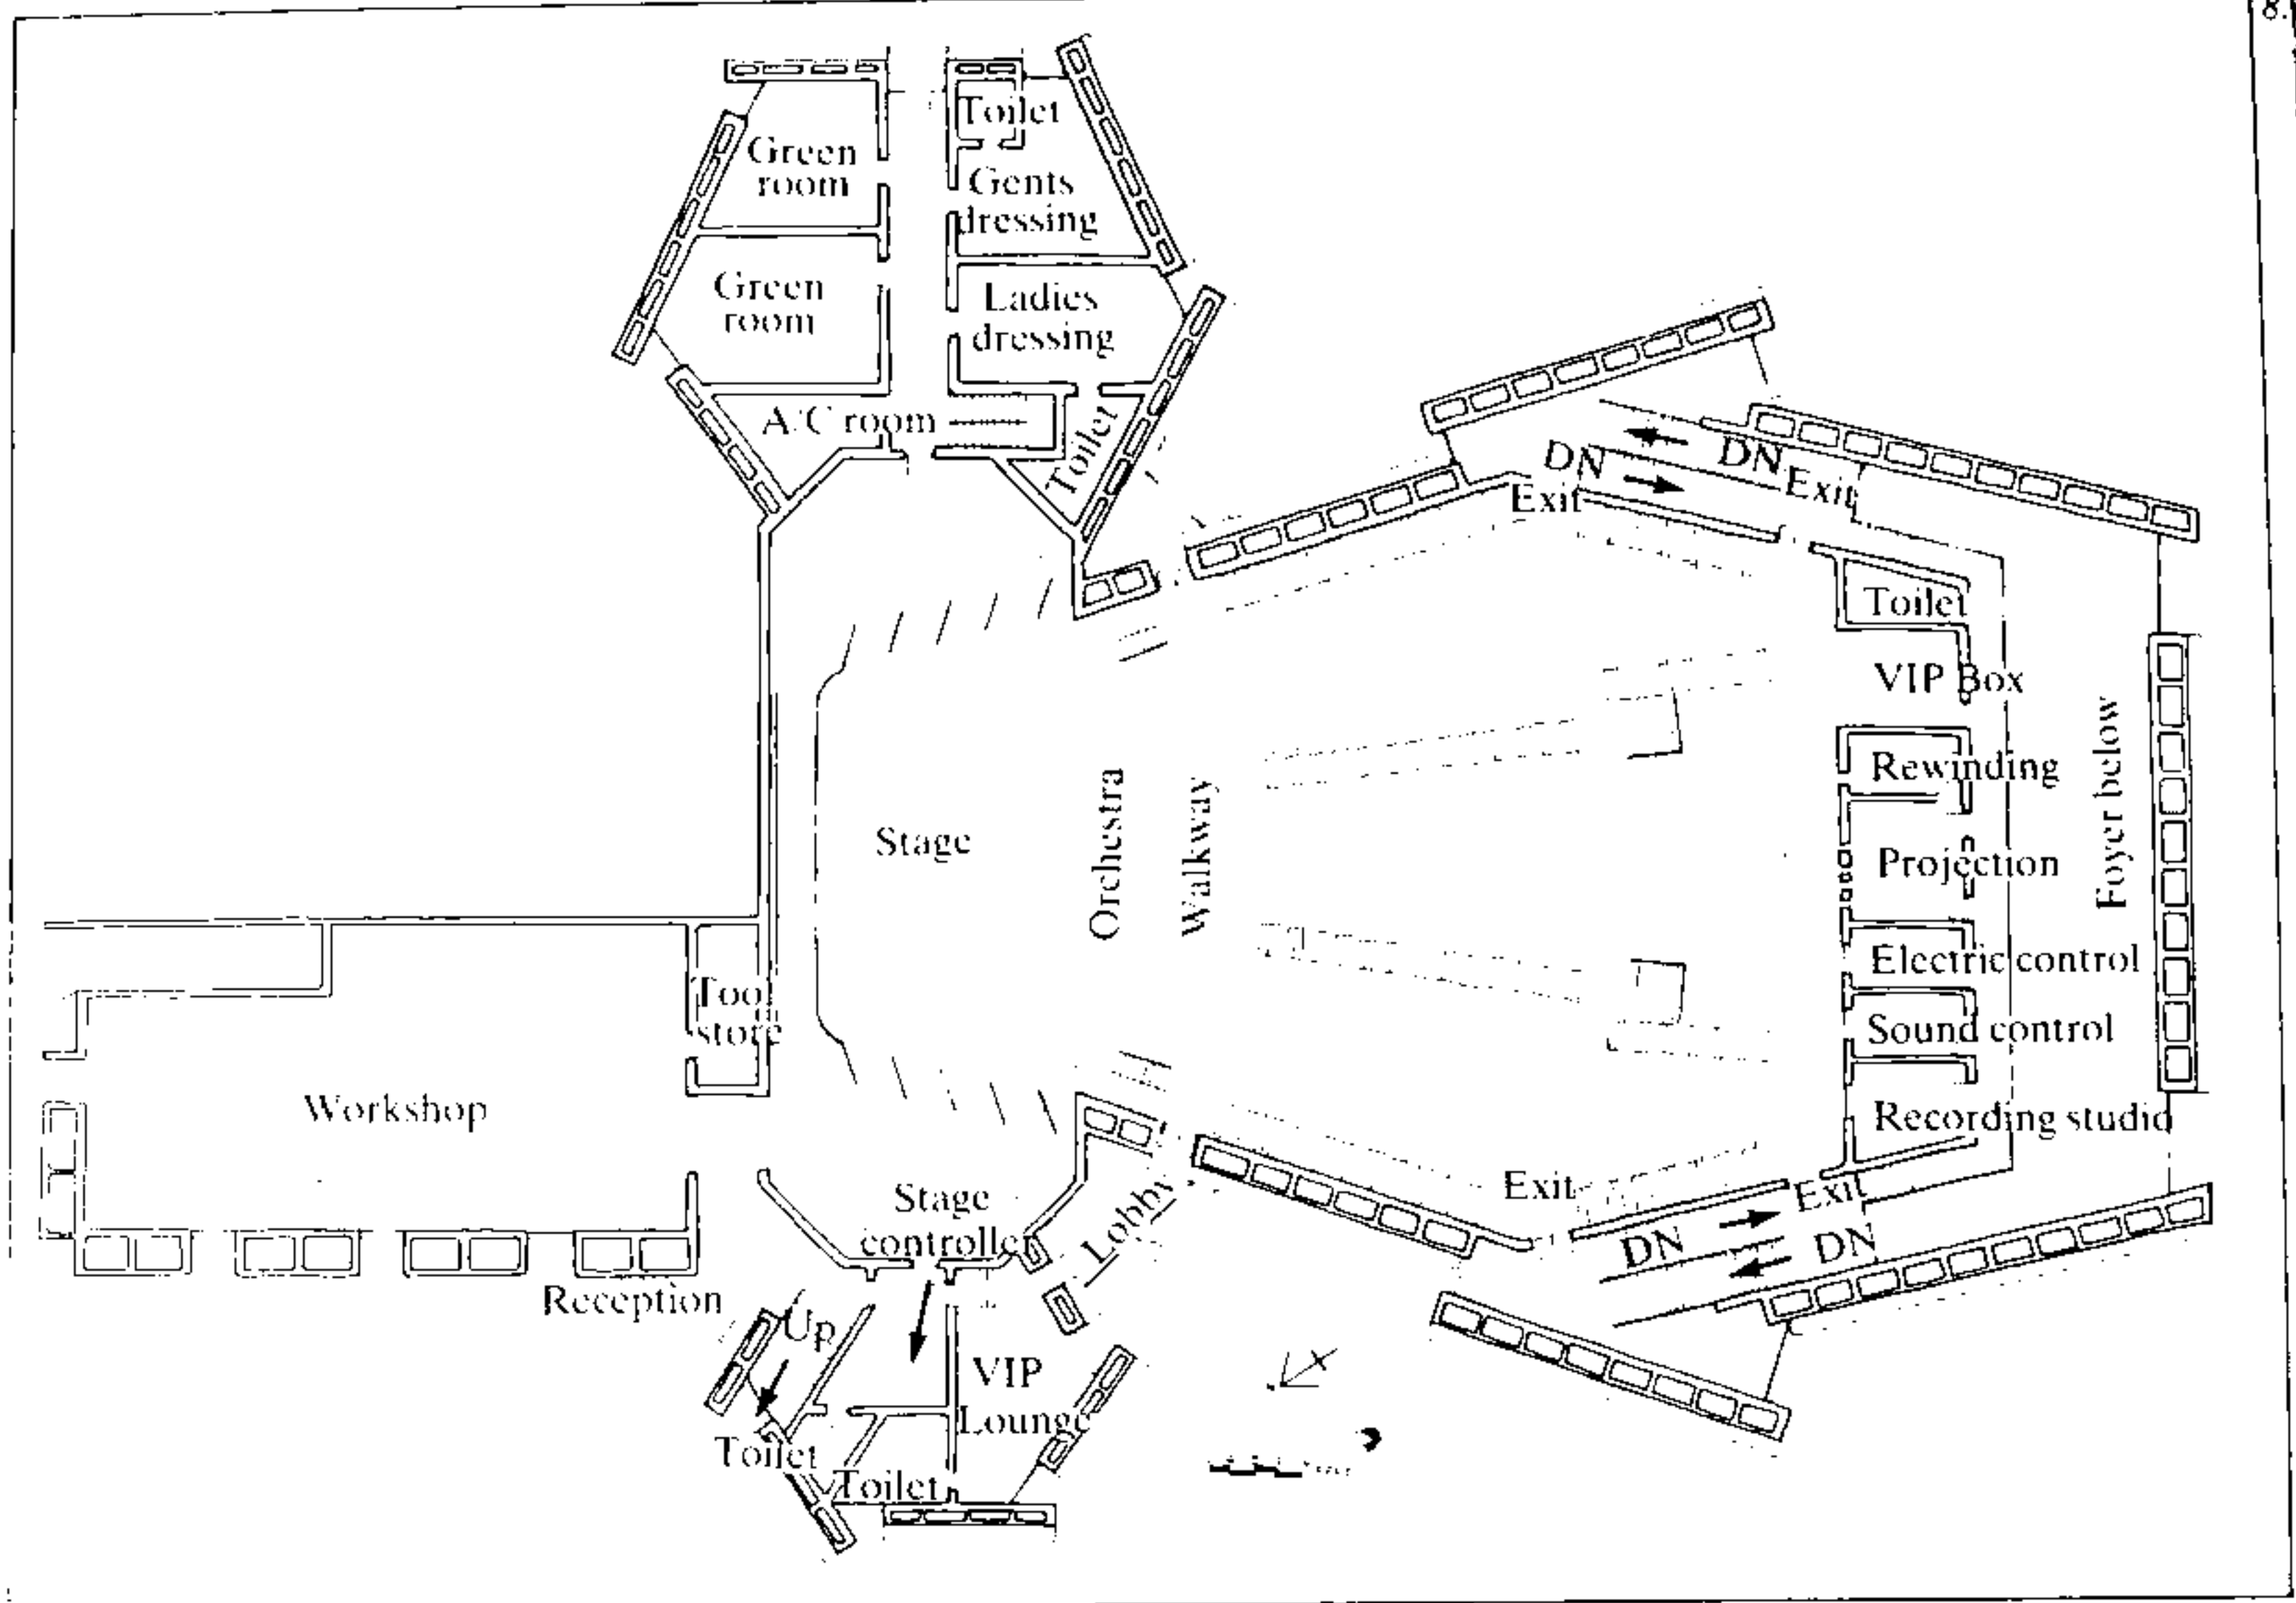 8.
Toilet
Green
room
Gents
dressing
Green
room
Ladies
dressing
A/C room
Toilet
DN
DN
Exit
Exit
Toilet
VIP Box
Rewinding
Stage
Orchestra
Walkway
Projection
Foyer below
Electric control
Tool
store
Sound control
Workshop
Recording studio
Stage
controller
Lobby
Exit
Exit
DN
DN
Reception
Up
VIP
Lounge
Toilet
Toilet